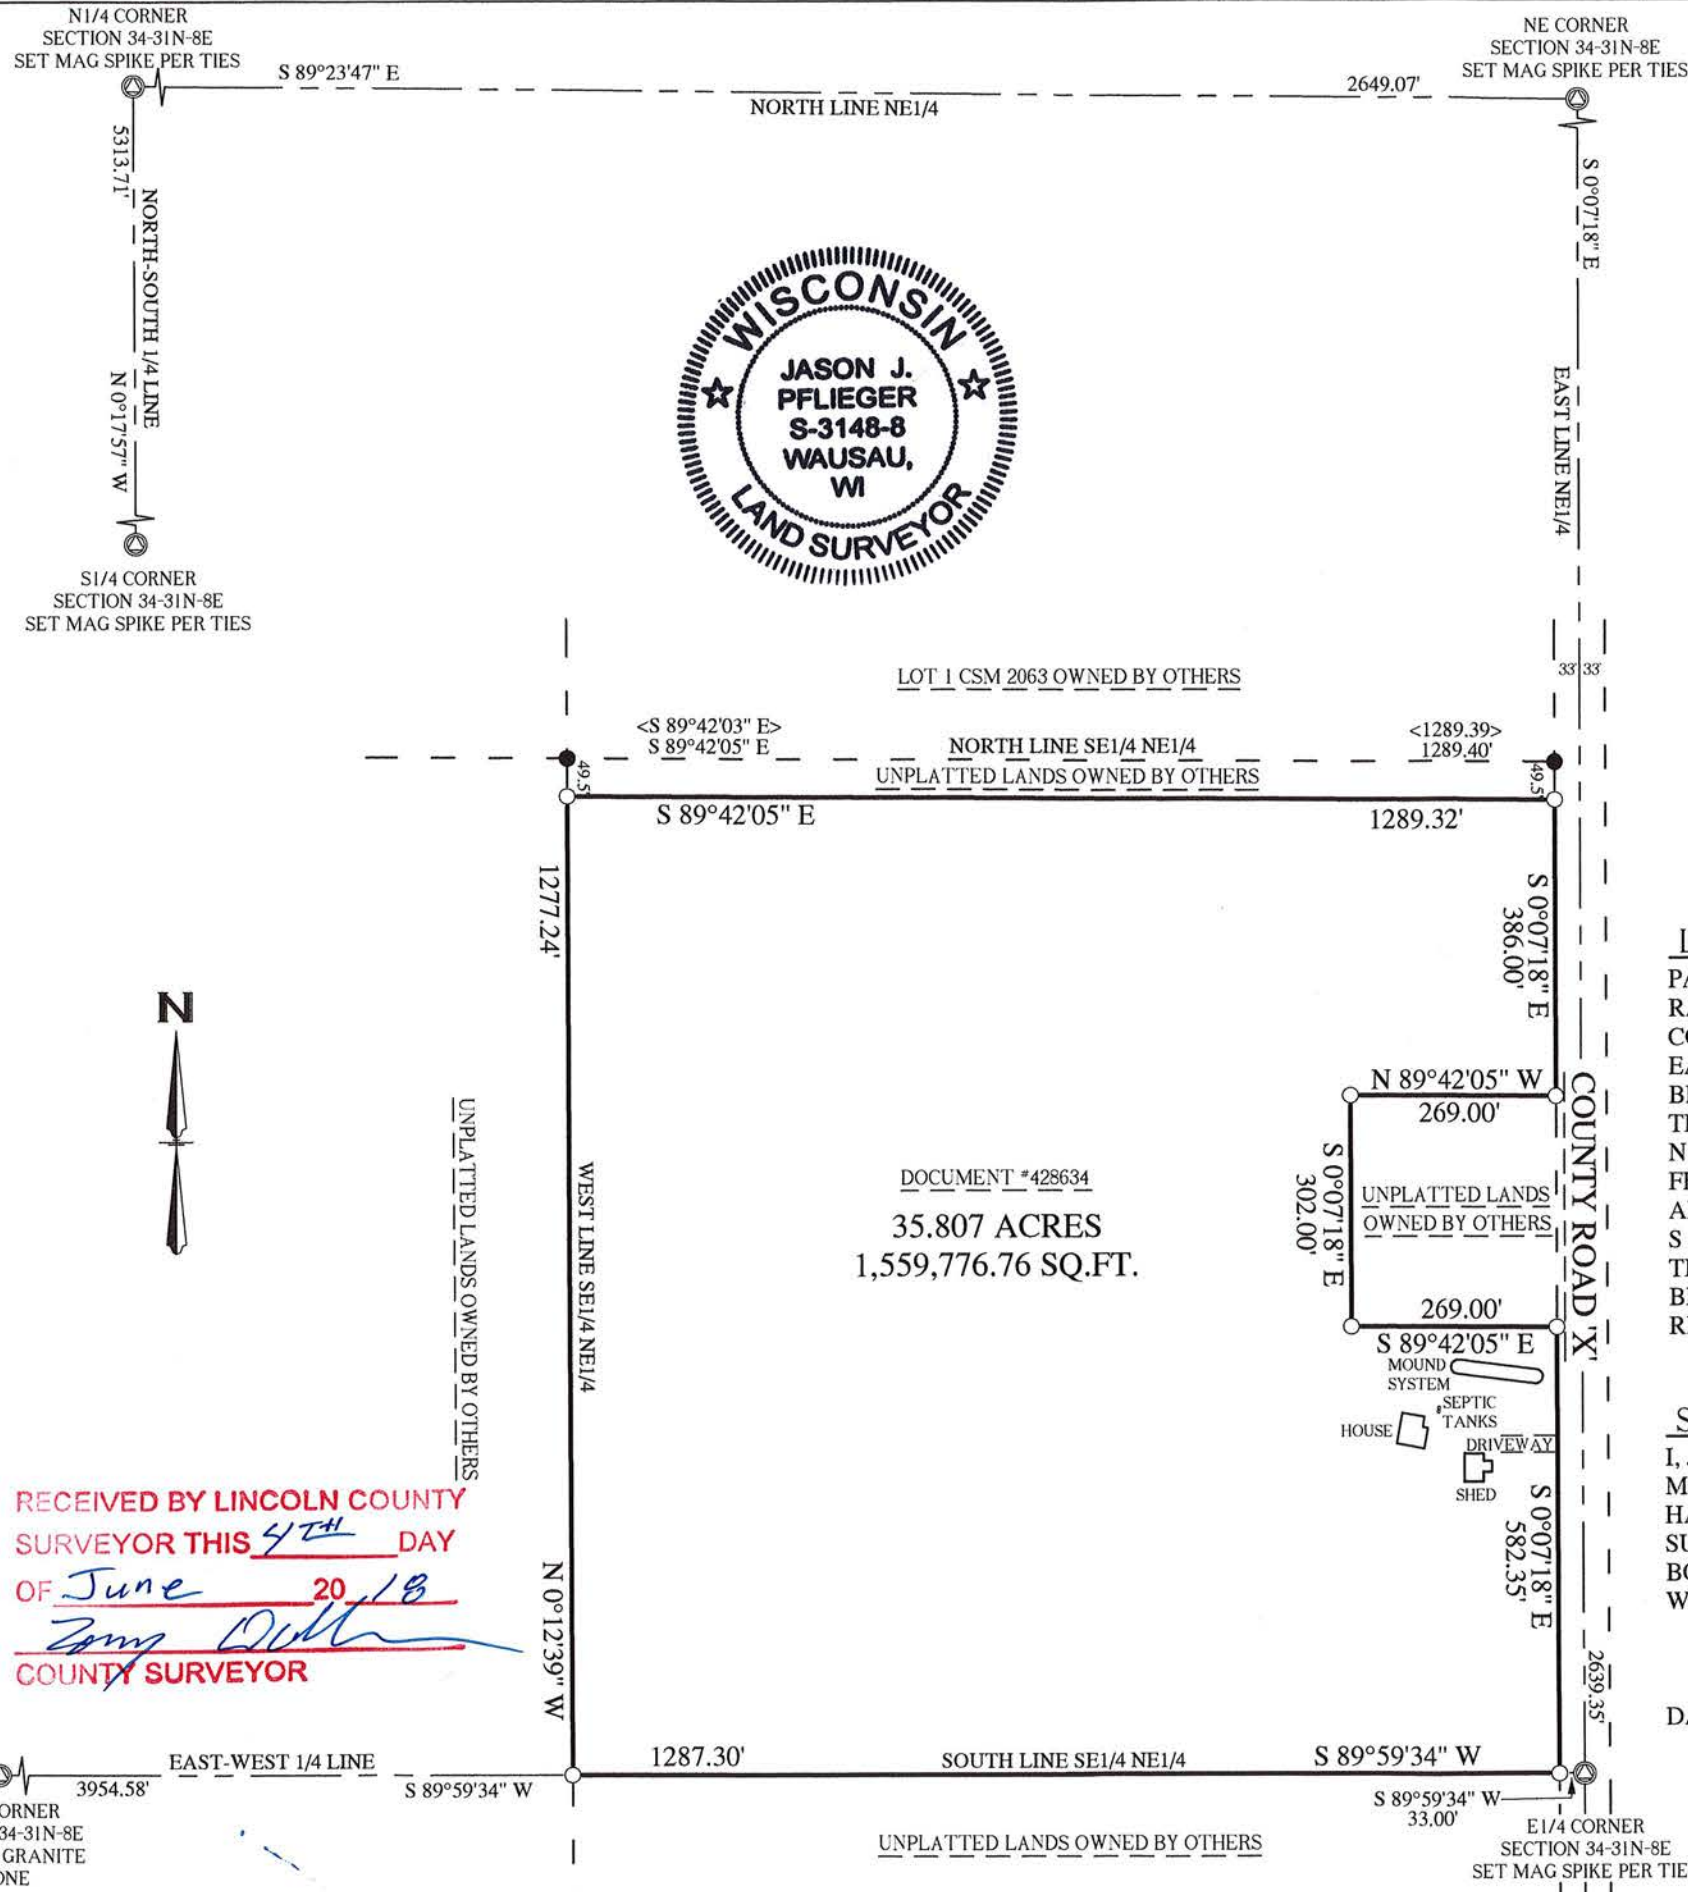 N1/4 CORNER
SECTION 34-31N-8E
SET MAG SPIKE PER TIES
S 89°23'47" E
NORTH LINE NE1/4
2649.07'
NE CORNER
SECTION 34-31N-8E
SET MAG SPIKE PER TIES
5313.71'
NORTH-SOUTH 1/4 LINE
N 0°17'57" W
S1/4 CORNER
SECTION 34-31N-8E
SET MAG SPIKE PER TIES
WISCONSIN
JASON J.
PFLIEGER
S-3148-8
WAUSAU,
WI
LAND SURVEYOR
S 0°07'18" E
EAST LINE NE1/4
33' 33'
LOT 1 CSM 2063 OWNED BY OTHERS
<S 89°42'03" E>
S 89°42'05" E
NORTH LINE SE1/4 NE1/4
<1289.39>
1289.40'
UNPLATTED LANDS OWNED BY OTHERS
49.5'
49.5'
S 89°42'05" E
1289.32'
1277.24'
WEST LINE SE1/4 NE1/4
N 0°12'39" W
UNPLATTED LANDS OWNED BY OTHERS
N
S 0°07'18" E
386.00'
N 89°42'05" W
269.00'
S 0°07'18" E
302.00'
UNPLATTED LANDS
OWNED BY OTHERS
269.00'
S 89°42'05" E
COUNTY ROAD 'X'
DOCUMENT #428634
35.807 ACRES
1,559,776.76 SQ.FT.
MOUND
SYSTEM
SEPTIC
TANKS
HOUSE
DRIVEWAY
SHED
S 0°07'18" E
582.35'
2639.35'
RECEIVED BY LINCOLN COUNTY
SURVEYOR THIS 4TH DAY
OF June 20 18
COUNTY SURVEYOR
EAST-WEST 1/4 LINE
3954.58'
S 89°59'34" W
1287.30'
SOUTH LINE SE1/4 NE1/4
S 89°59'34" W
S 89°59'34" W
33.00'
E1/4 CORNER
SECTION 34-31N-8E
SET MAG SPIKE PER TIE
UNPLATTED LANDS OWNED BY OTHERS
ORNER
34-31N-8E
GRANITE
ONE
PA
RA
CO
EA
TH
N
A
S
I,
M
HA
SU
BO
W
DA